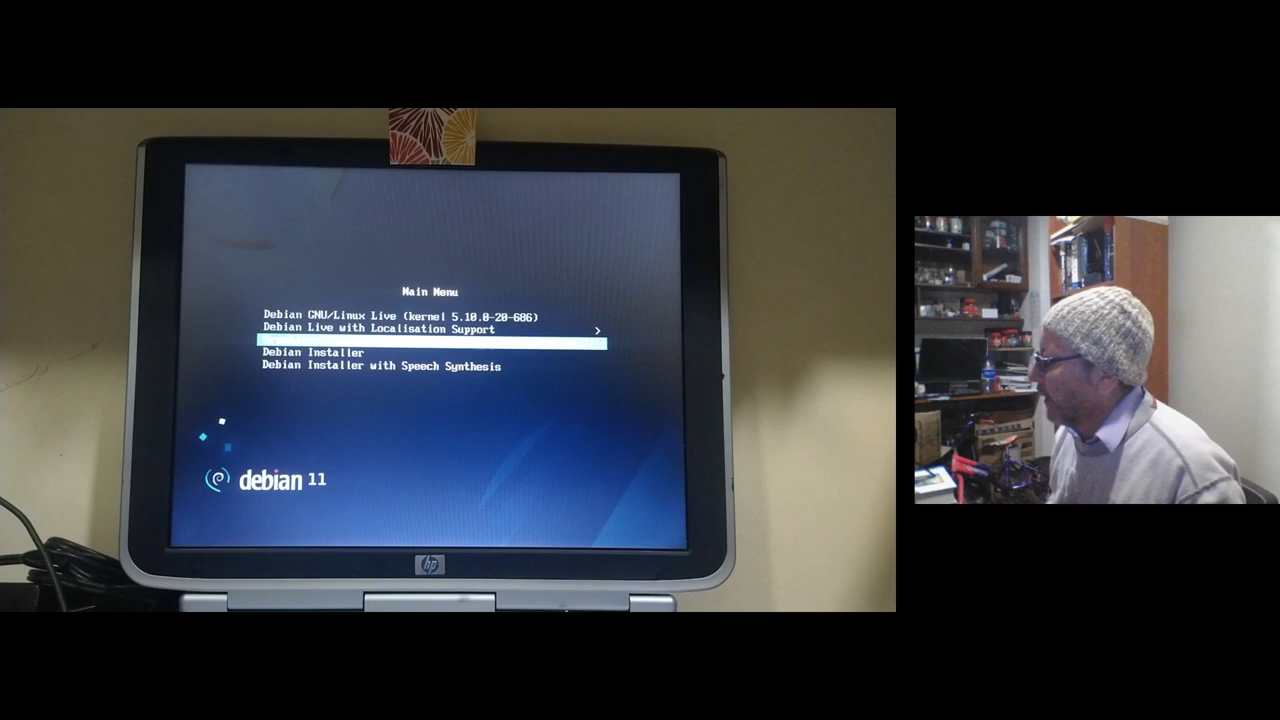 Main Menu
Debian GNU/Linux Live (kernel 5.10.0-20-686)
Debian Live with Localisation Support >
Debian Installer
Debian Installer with Speech Synthesis
debian 11
hp